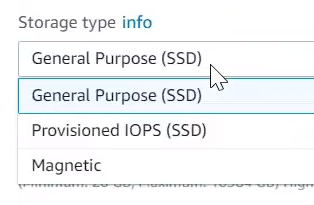 Storage type info
General Purpose (SSD)
General Purpose (SSD)
Provisioned IOPS (SSD)
Magnetic